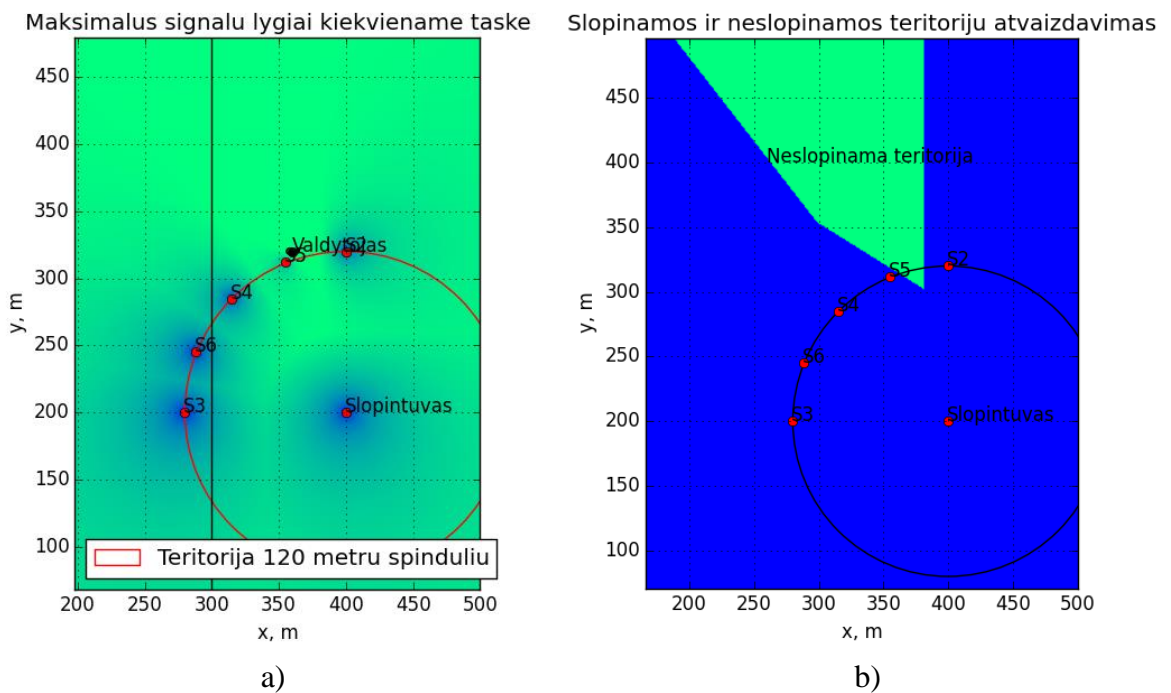 Maksimalus signalu lygiai kiekviename taske
450
400
350
300
250
200
150
100
y, m
Valdytojas
S2
S5
S4
S6
S3
Slopintuvas
Teritorija 120 metru spinduliu
200 250 300 350 400 450 500
x, m
a)
Slopinamos ir neslopinamos teritoriju atvaizdavimas
450
400
350
300
250
200
150
100
y, m
Neslopinama teritorija
S2
S5
S4
S6
S3
Slopintuvas
200 250 300 350 400 450 500
x, m
b)